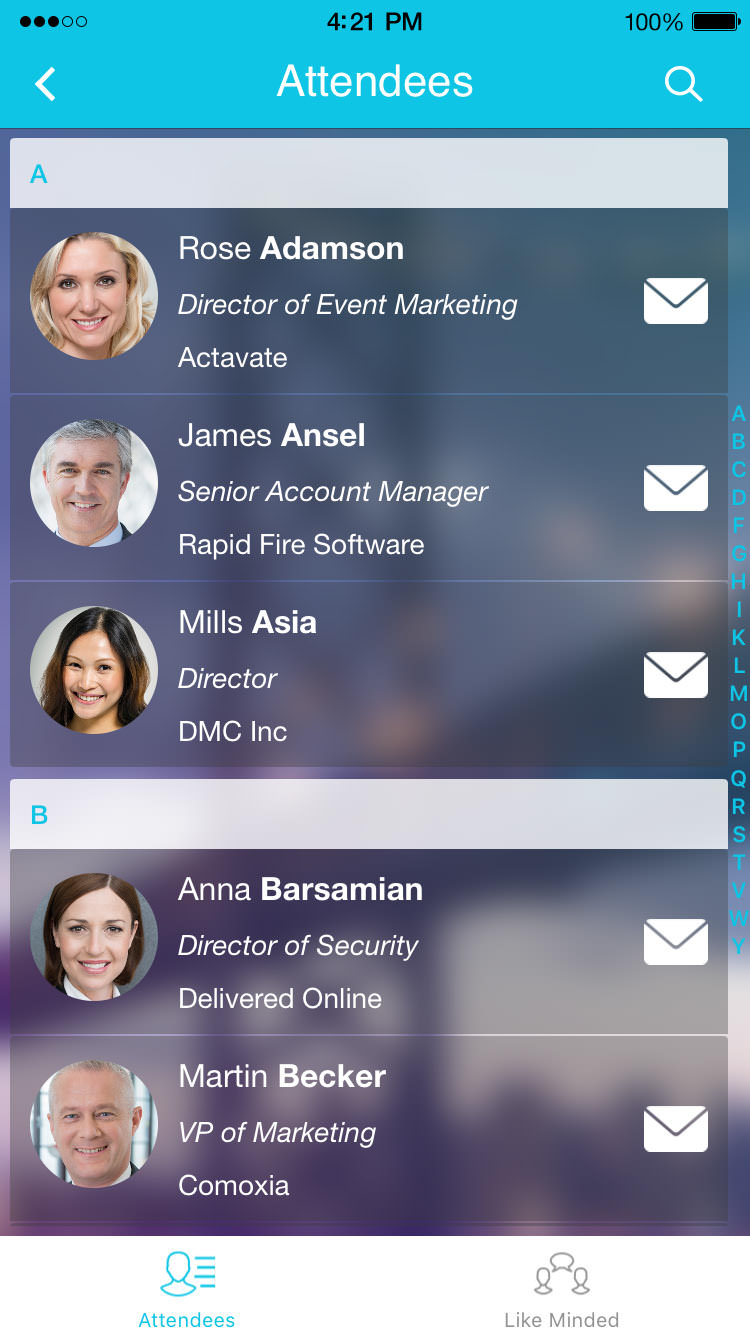 4:21 PM 100%
Attendees
A
Rose Adamson
Director of Event Marketing
Actavate
James Ansel
Senior Account Manager
Rapid Fire Software
Mills Asia
Director
DMC Inc
B
Anna Barsamian
Director of Security
Delivered Online
Martin Becker
VP of Marketing
Comoxia
A
B
C
D
F
G
H
I
K
L
M
O
P
Q
R
S
T
V
W
Y
Attendees Like Minded